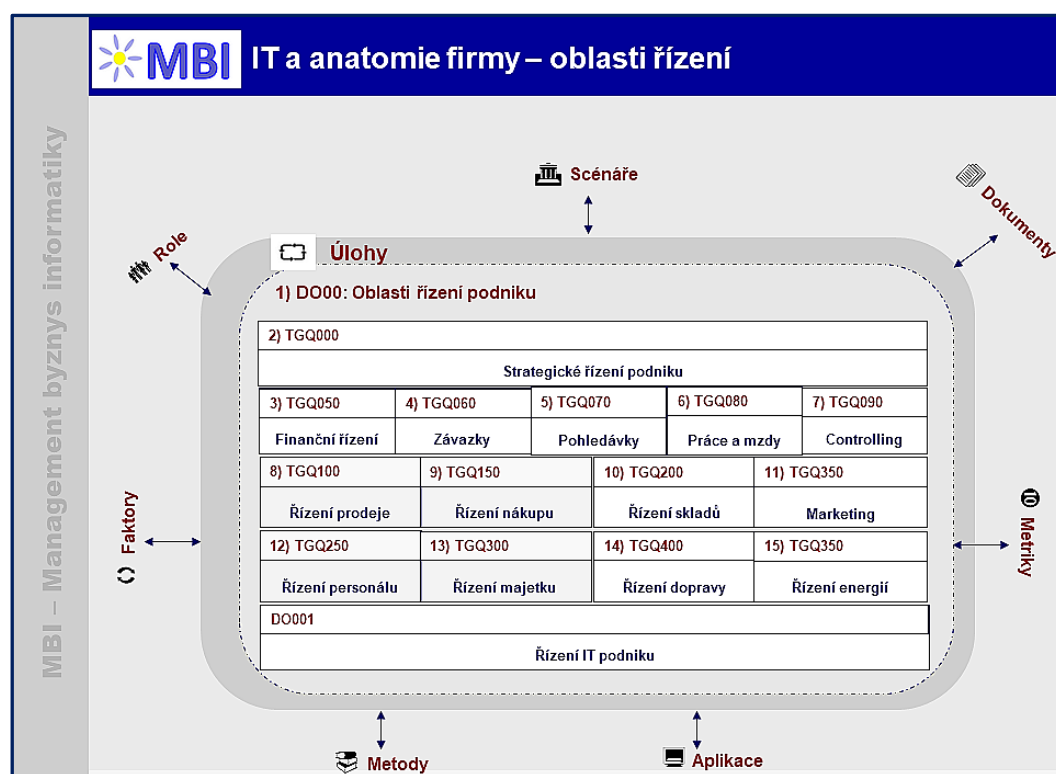 MBI
IT a anatomie firmy – oblasti řízení
MBI – Management byznys informatiky
Scénáře
Dokumenty
Role
Úlohy
1) DO00: Oblasti řízení podniku
2) TGQ000
Strategické řízení podniku
3) TGQ050 4) TGQ060 5) TGQ070 6) TGQ080 7) TGQ090
Finanční řízení Závazky Pohledávky Práce a mzdy Controlling
8) TGQ100 9) TGQ150 10) TGQ200 11) TGQ350
Řízení prodeje Řízení nákupu Řízení skladů Marketing
12) TGQ250 13) TGQ300 14) TGQ400 15) TGQ350
Řízení personálu Řízení majetku Řízení dopravy Řízení energií
DO001
Řízení IT podniku
Faktory
10 Metriky
Metody
Aplikace